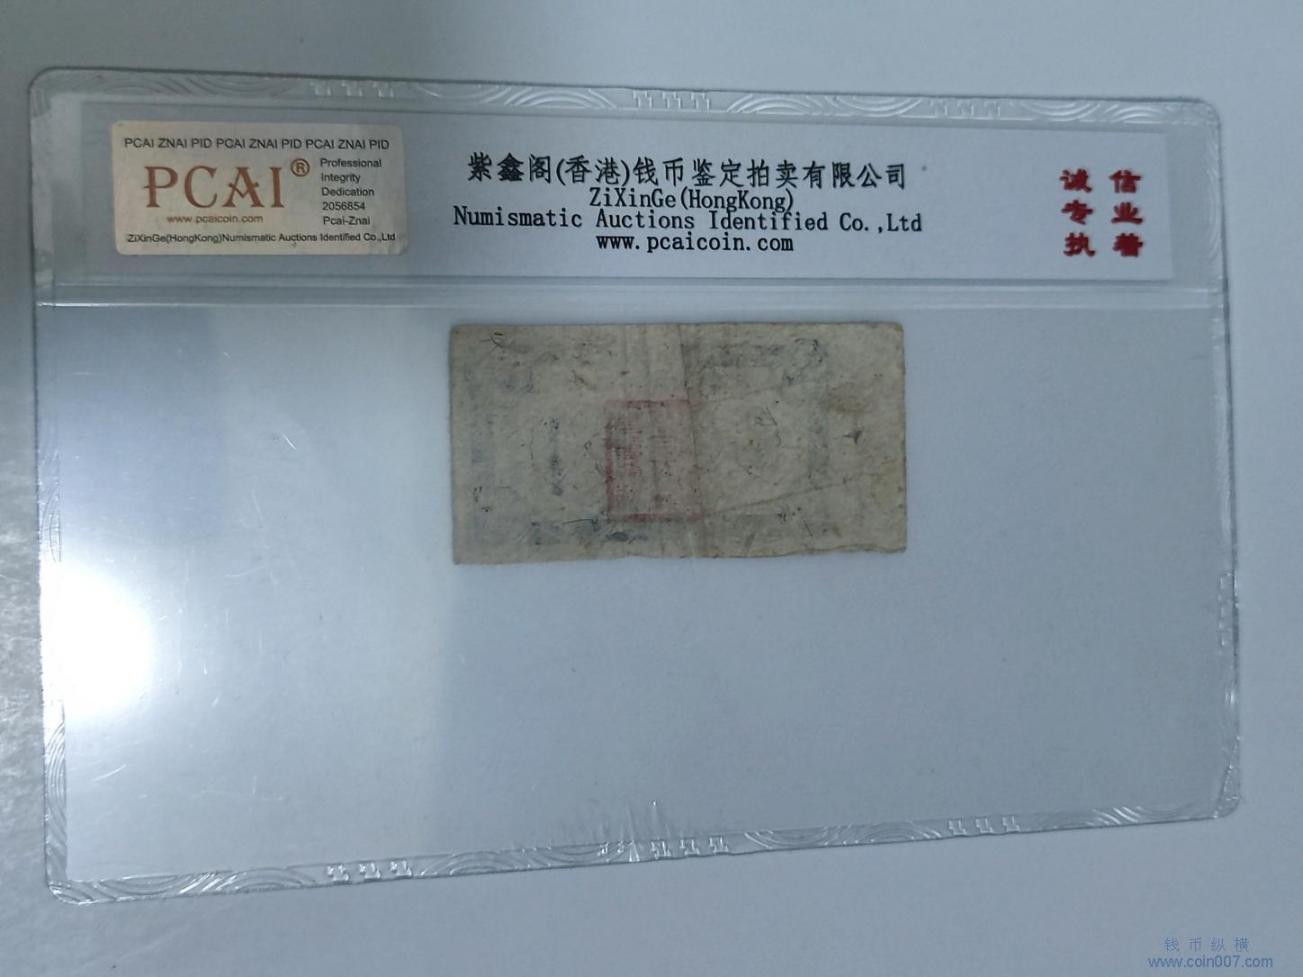 PCAI ZNAI PID PCAI ZNAI PID PCAI ZNAI PID
PCAI®
www.pcaicoin.com
Professional
Integrity
Dedication
2056854
Pcai-Znai
ZiXinGe(HongKong)Numismatic Auctions Identified Co.,Ltd
紫鑫阁(香港)钱币鉴定拍卖有限公司
ZiXinGe(HongKong)
Numismatic Auctions Identified Co.,Ltd
www.pcaicoin.com
诚信
专业
执着
钱币纵横
www.coin007.com